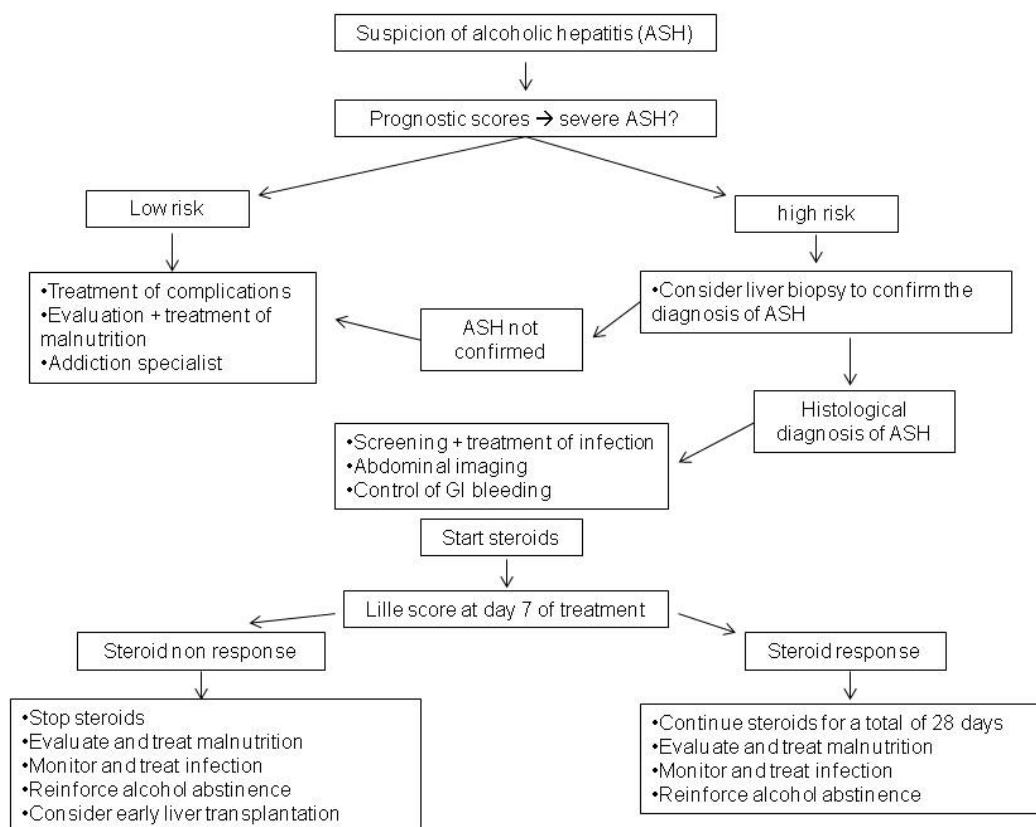 Suspicion of alcoholic hepatitis (ASH)
Prognostic scores → severe ASH?
Low risk
high risk
•Treatment of complications
•Evaluation + treatment of
malnutrition
•Addiction specialist
ASH not
confirmed
•Consider liver biopsy to confirm the
diagnosis of ASH
Histological
diagnosis of ASH
•Screening + treatment of infection
•Abdominal imaging
•Control of GI bleeding
Start steroids
Lille score at day 7 of treatment
Steroid non response
Steroid response
•Stop steroids
•Evaluate and treat malnutrition
•Monitor and treat infection
•Reinforce alcohol abstinence
•Consider early liver transplantation
•Continue steroids for a total of 28 days
•Evaluate and treat malnutrition
•Monitor and treat infection
•Reinforce alcohol abstinence